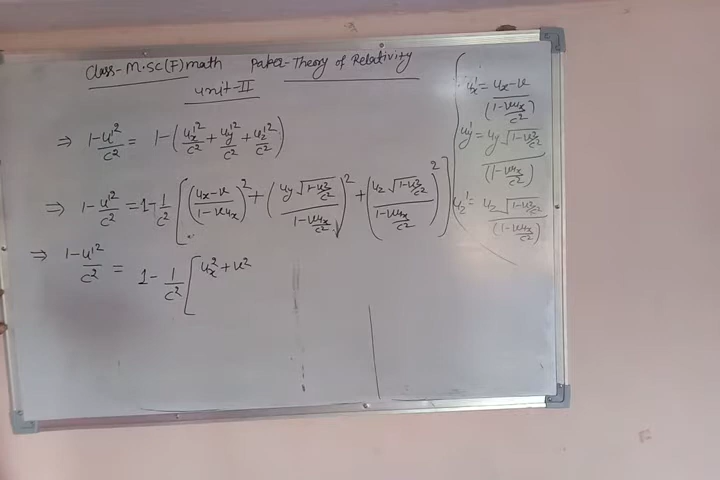 Class-M.SC(F)math Paker-Theory of Relativity
unit-II
⇒ 1-u'²/c² = 1-(u'x²/c² + u'y²/c² + u'z²/c²)
⇒ 1-u'²/c² = 1-1/c² [((ux-v)/(1-vux))² + ((uy√(1-v²/c²))/(1-vux/c²))² + ((uz√(1-v²/c²))/(1-vux/c²))²]
⇒ 1-u'²/c² = 1-1/c² [ux²+v²
u'x = (ux-v)/(1-vux/c²)
u'y = uy√(1-v²/c²)/(1-vux/c²)
u'z = uz√(1-v²/c²)/(1-vux/c²)